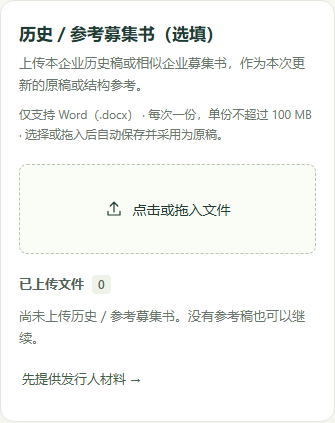 历史 / 参考募集书（选填）
上传本企业历史稿或相似企业募集书，作为本次更
新的原稿或结构参考。
仅支持 Word（.docx） · 每次一份，单份不超过 100 MB
· 选择或拖入后自动保存并采用为原稿。
点击或拖入文件
已上传文件 0
尚未上传历史 / 参考募集书。没有参考稿也可以继
续。
先提供发行人材料 →